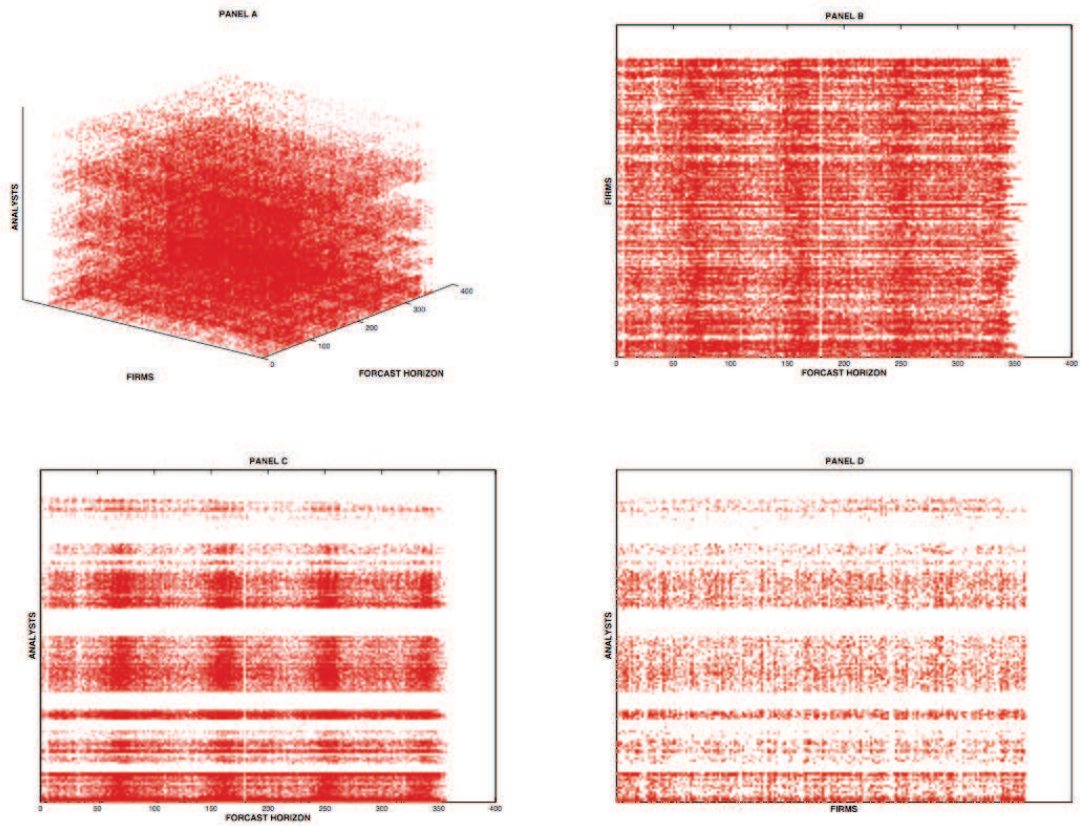 PANEL A
ANALYSTS
FIRMS
0
100
200
300
400
FORCAST HORIZON
PANEL B
FIRMS
0
50
100
150
200
250
300
350
400
FORCAST HORIZON
PANEL C
ANALYSTS
0
50
100
150
200
250
300
350
400
FORCAST HORIZON
PANEL D
ANALYSTS
FIRMS